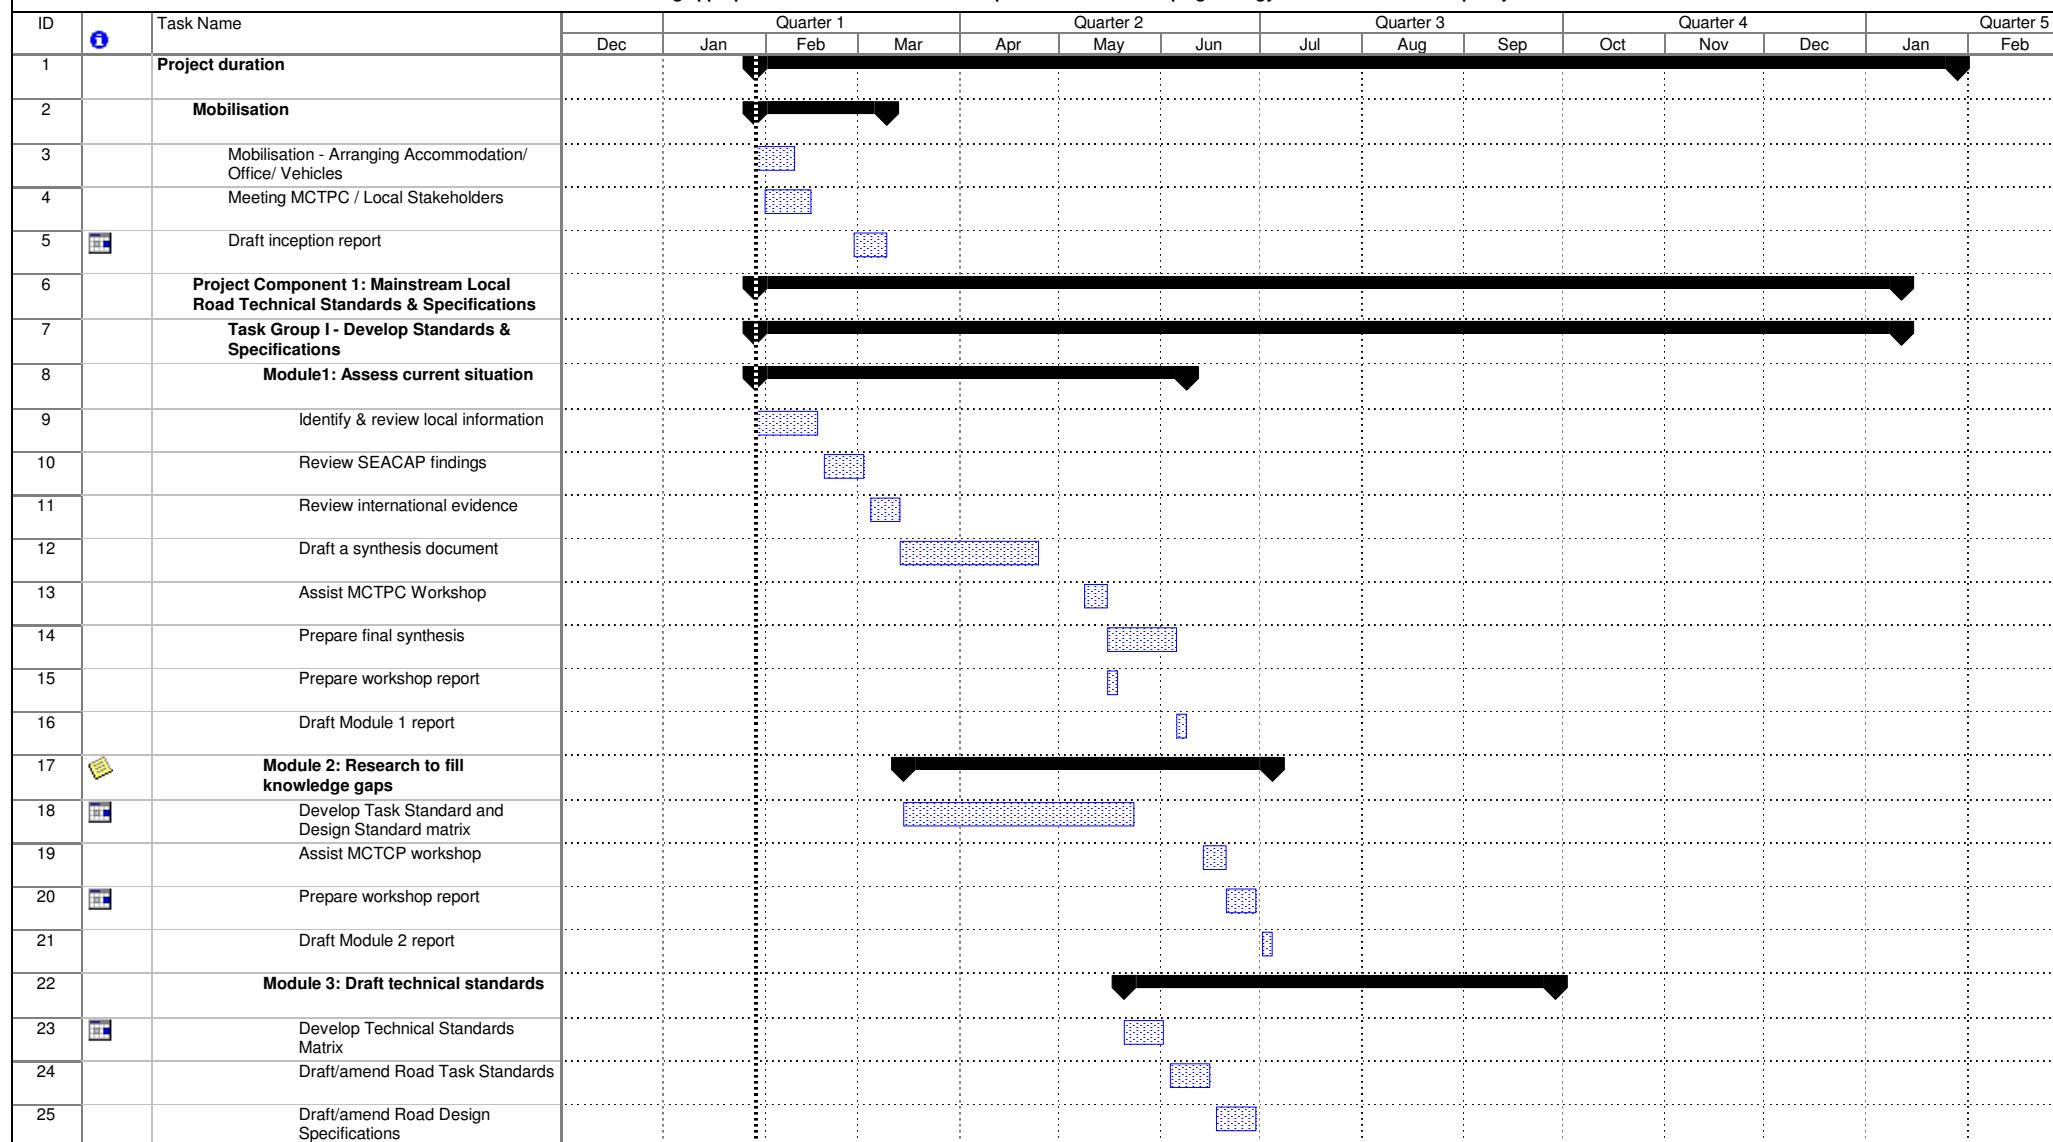 ID Task Name Quarter 1 Quarter 2 Quarter 3 Quarter 4 Quarter 5
Dec Jan Feb Mar Apr May Jun Jul Aug Sep Oct Nov Dec Jan Feb
1 Project duration
2 Mobilisation
3 Mobilisation - Arranging Accommodation/
Office/ Vehicles
4 Meeting MCTPC / Local Stakeholders
5 Draft inception report
6 Project Component 1: Mainstream Local
Road Technical Standards & Specifications
7 Task Group I - Develop Standards &
Specifications
8 Module1: Assess current situation
9 Identify & review local information
10 Review SEACAP findings
11 Review international evidence
12 Draft a synthesis document
13 Assist MCTPC Workshop
14 Prepare final synthesis
15 Prepare workshop report
16 Draft Module 1 report
17 Module 2: Research to fill
knowledge gaps
18 Develop Task Standard and
Design Standard matrix
19 Assist MCTCP workshop
20 Prepare workshop report
21 Draft Module 2 report
22 Module 3: Draft technical standards
23 Develop Technical Standards
Matrix
24 Draft/amend Road Task Standards
25 Draft/amend Road Design
Specifications